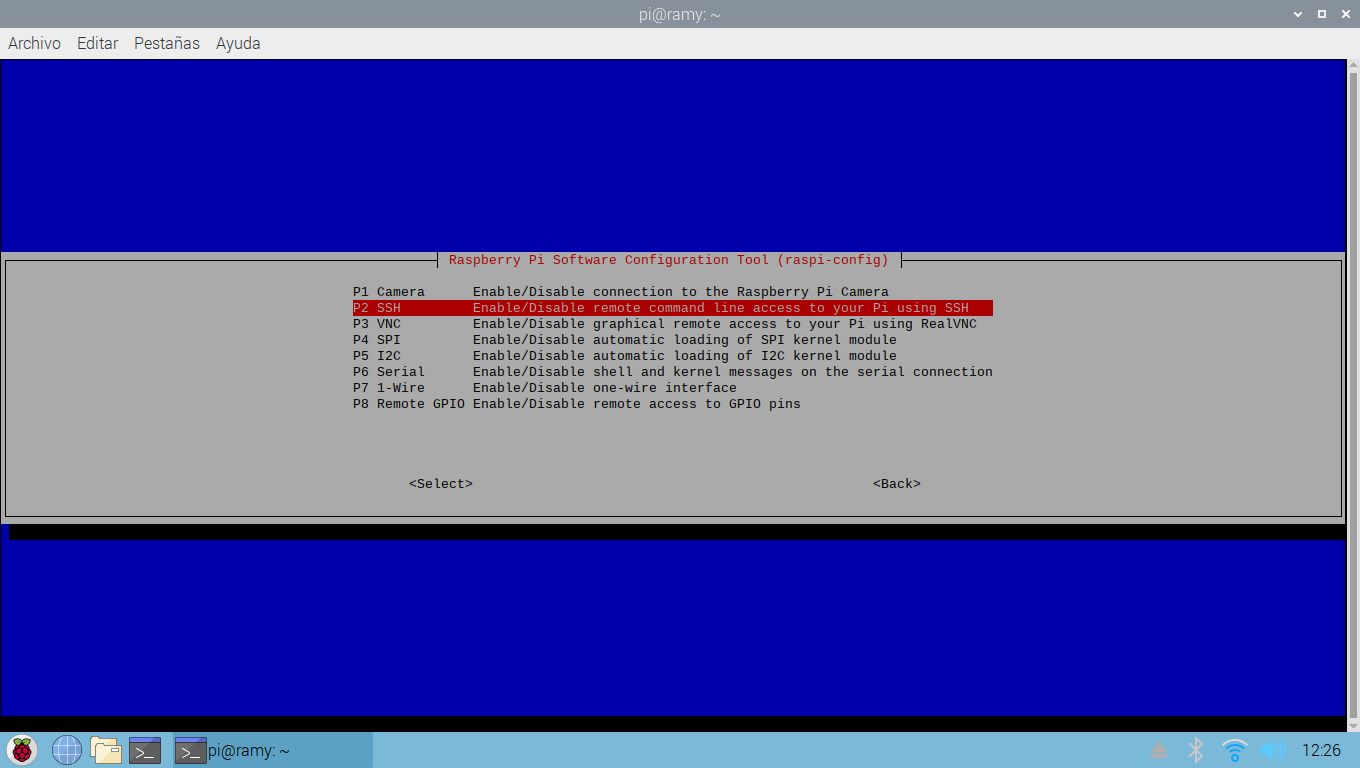 pi@ramy: ~
Archivo Editar Pestañas Ayuda
Raspberry Pi Software Configuration Tool (raspi-config)
P1 Camera Enable/Disable connection to the Raspberry Pi Camera
P2 SSH Enable/Disable remote command line access to your Pi using SSH
P3 VNC Enable/Disable graphical remote access to your Pi using RealVNC
P4 SPI Enable/Disable automatic loading of SPI kernel module
P5 I2C Enable/Disable automatic loading of I2C kernel module
P6 Serial Enable/Disable shell and kernel messages on the serial connection
P7 1-Wire Enable/Disable one-wire interface
P8 Remote GPIO Enable/Disable remote access to GPIO pins
<Select> <Back>
pi@ramy: ~ 12:26